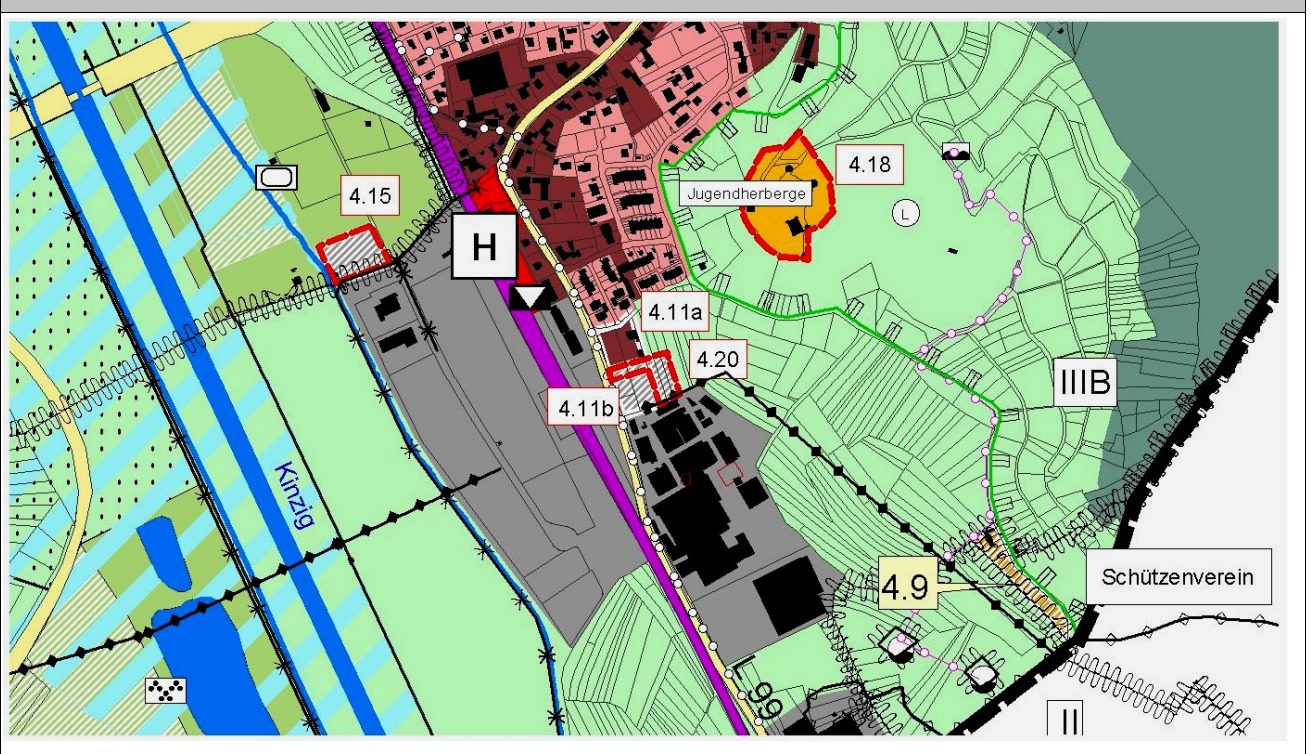 4.15
H
Jugendherberge
4.18
L
4.11a
4.20
4.11b
IIIB
Kinzig
4.9
Schützenverein
L 99
II